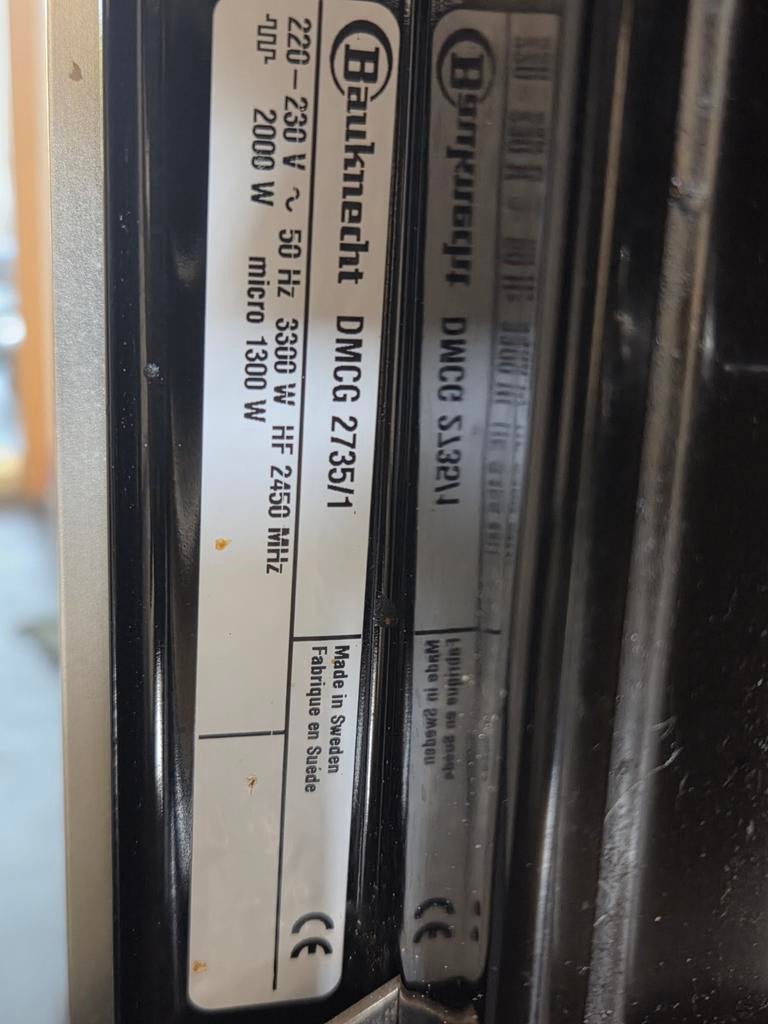 Bauknecht DMCG 2735/1
220-230 V ~ 50 Hz 3300 W HF 2450 MHz
2000 W micro 1300 W
Made in Sweden
Fabrique en Suéde
CE